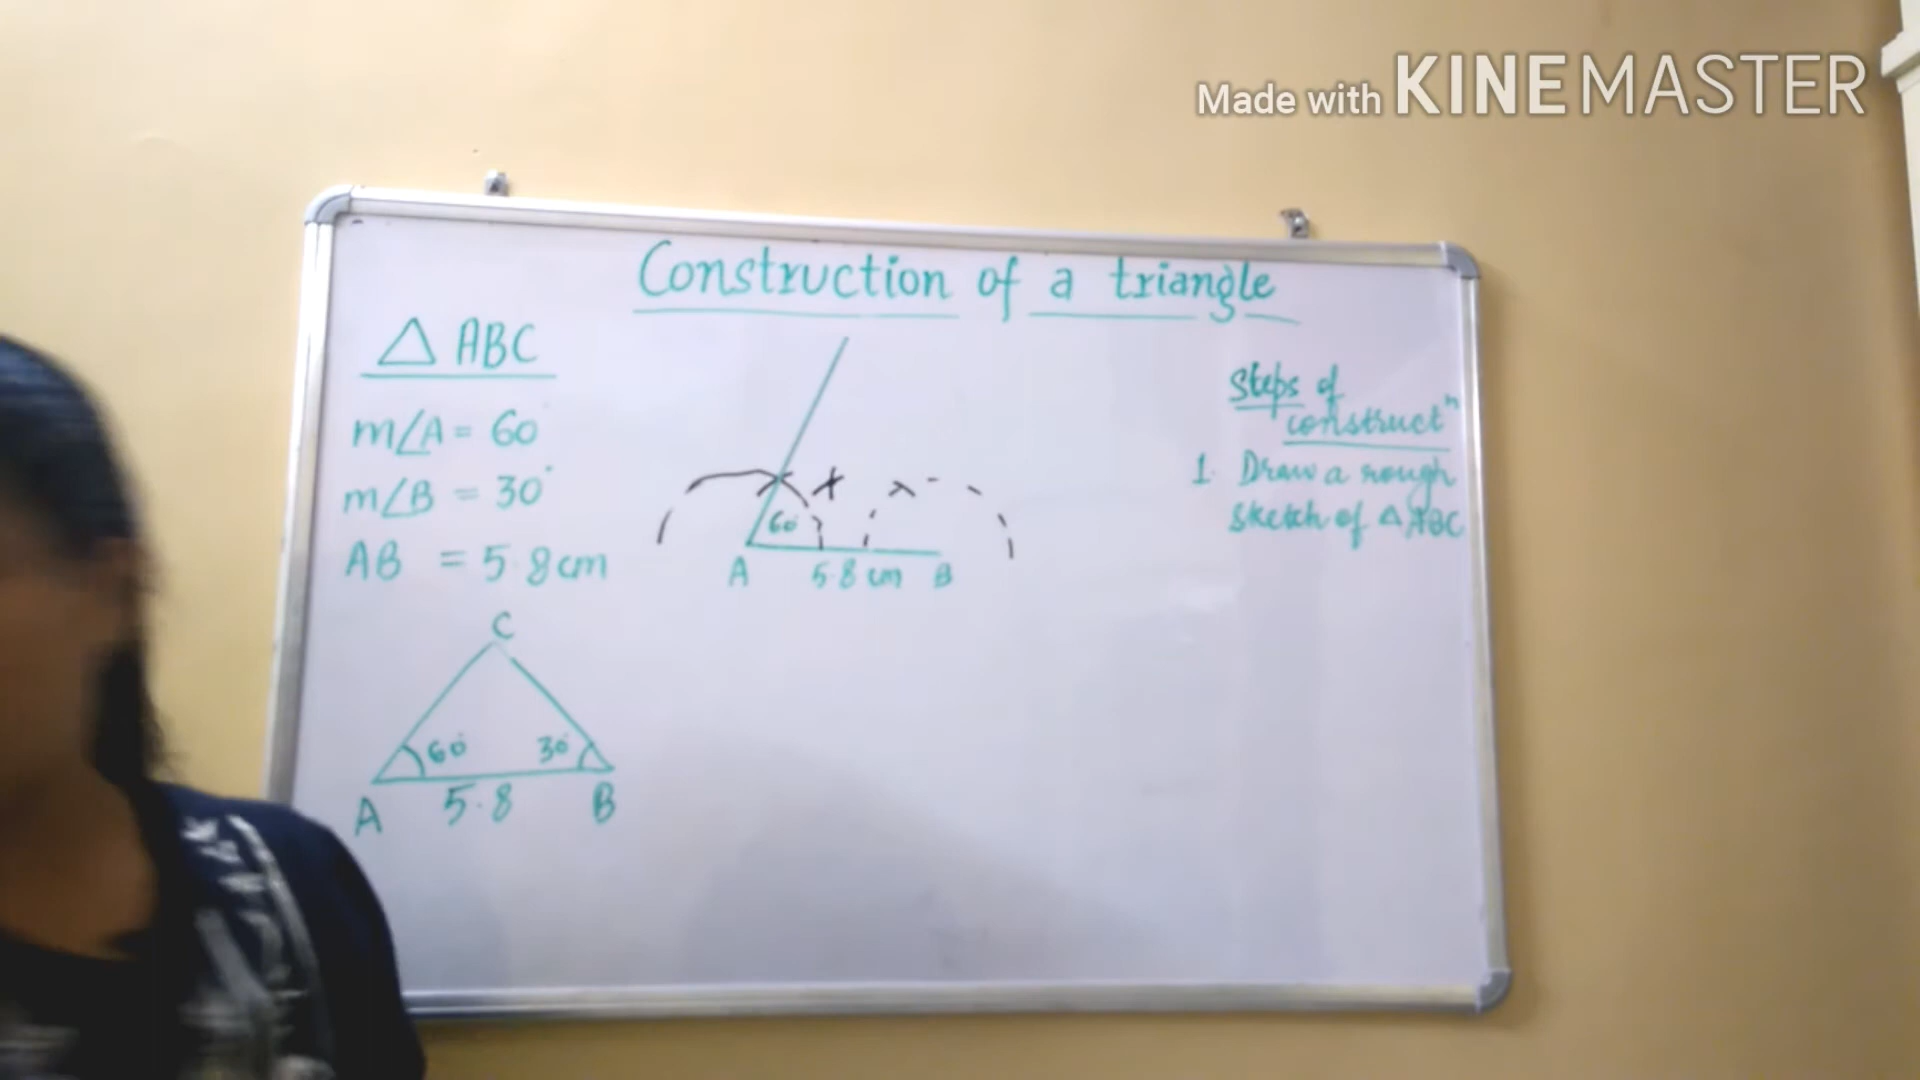 Made with KINEMASTER
Construction of a triangle
△ ABC
m∠A = 60°
m∠B = 30°
AB = 5.8 cm
C
60°
30°
A
5.8
B
60°
A
5.8 cm
B
Steps of
constructⁿ
1. Draw a rough
sketch of △ ABC